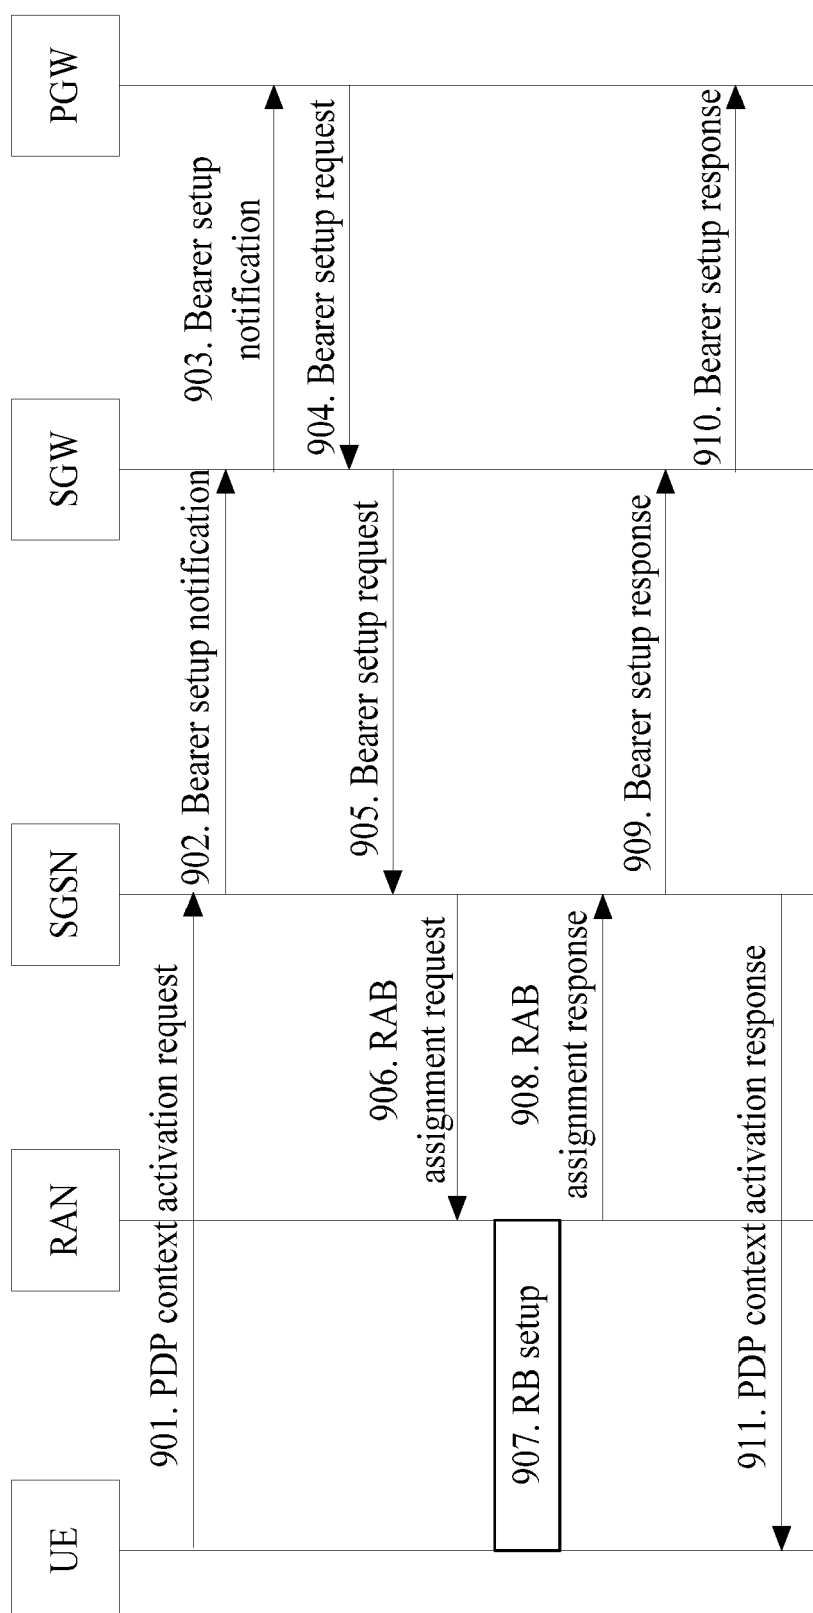 UE
RAN
SGSN
SGW
PGW
901. PDP context activation request
902. Bearer setup notification
903. Bearer setup
notification
904. Bearer setup request
905. Bearer setup request
906. RAB
assignment request
907. RB setup
908. RAB
assignment response
909. Bearer setup response
910. Bearer setup response
911. PDP context activation response